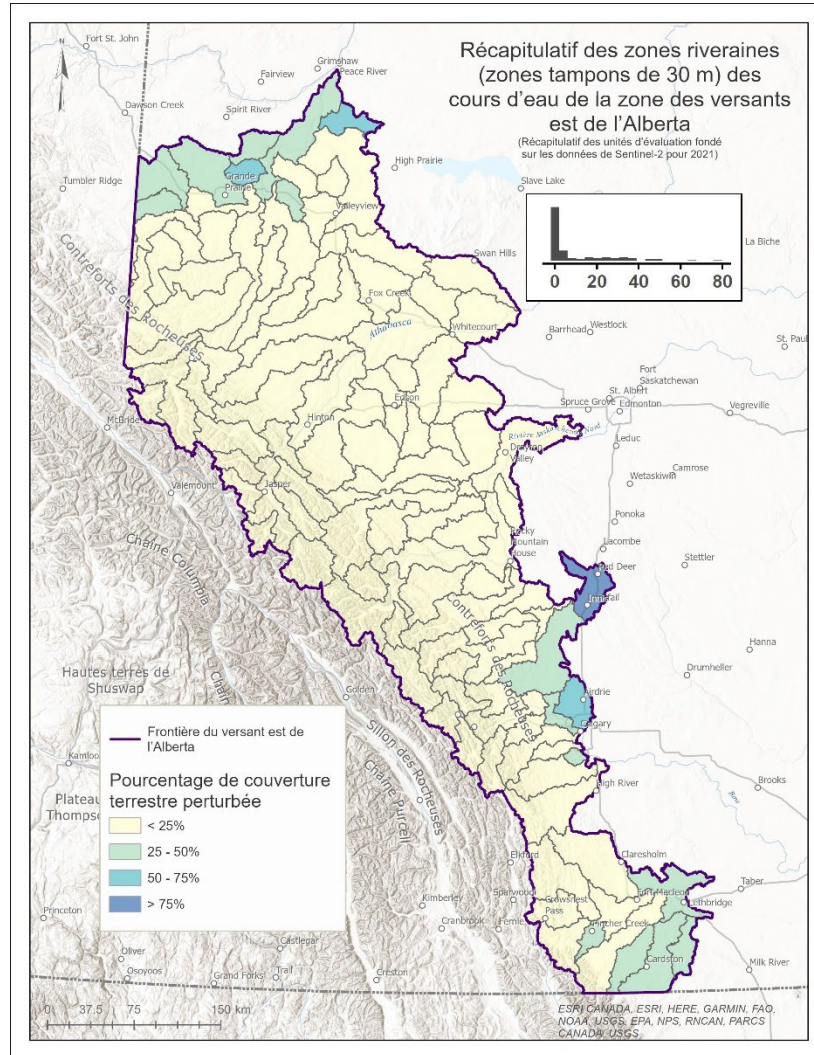 Récapitulatif des zones riveraines
(zones tampons de 30 m) des
cours d’eau de la zone des versants
est de l’Alberta
(Récapitulatif des unités d’évaluation fondé
sur les données de Sentinel-2 pour 2021)
0 20 40 60 80
N
Fort St. John
Grimshaw
Peace River
Fairview
Dawson Creek
Spirit River
High Prairie
Tumbler Ridge
Grande
Prairie
Slave Lake
Valleyview
La Biche
Swan Hills
Contreforts des Rocheuses
Fox Creek
Athabasca
Whitecourt
Westlock
Barrhead
St. Paul
Fort
Saskatchewan
St. Albert
Spruce Grove
Edmonton
Vegreville
Edson
McBride
Hinton
Leduc
Drayton
Valley
Camrose
Wetaskiwin
Valemount
Jasper
Ponoka
Rocky
Mountain
House
Lacombe
Stettler
Chaîne Columbia
Red Deer
Innisfail
Contreforts des Rocheuses
Hanna
Hautes terres de
Shuswap
Drumheller
Golden
Airdrie
Calgary
Sillon des Rocheuses
Chaîne Purcell
Kamloo
Plateau
Thomps
High River
Brooks
Bow
Elkford
Claresholm
Sparwood
Taber
Fort Macleod
Lethbridge
Crowsnest
Pass
Kimberley
Cranbrook
Fernie
Pincher Creek
Princeton
Castlegar
Cardston
Milk River
Oliver
Osoyoos
Grand Forks
Trail
Creston
Frontière du versant est de
l’Alberta
Pourcentage de couverture
terrestre perturbée
< 25%
25 - 50%
50 - 75%
> 75%
0 37.5 75 150 km
ESRI CANADA, ESRI, HERE, GARMIN, FAO,
NOAA, USGS, EPA, NPS, RNCAN, PARCS
CANADA, USGS